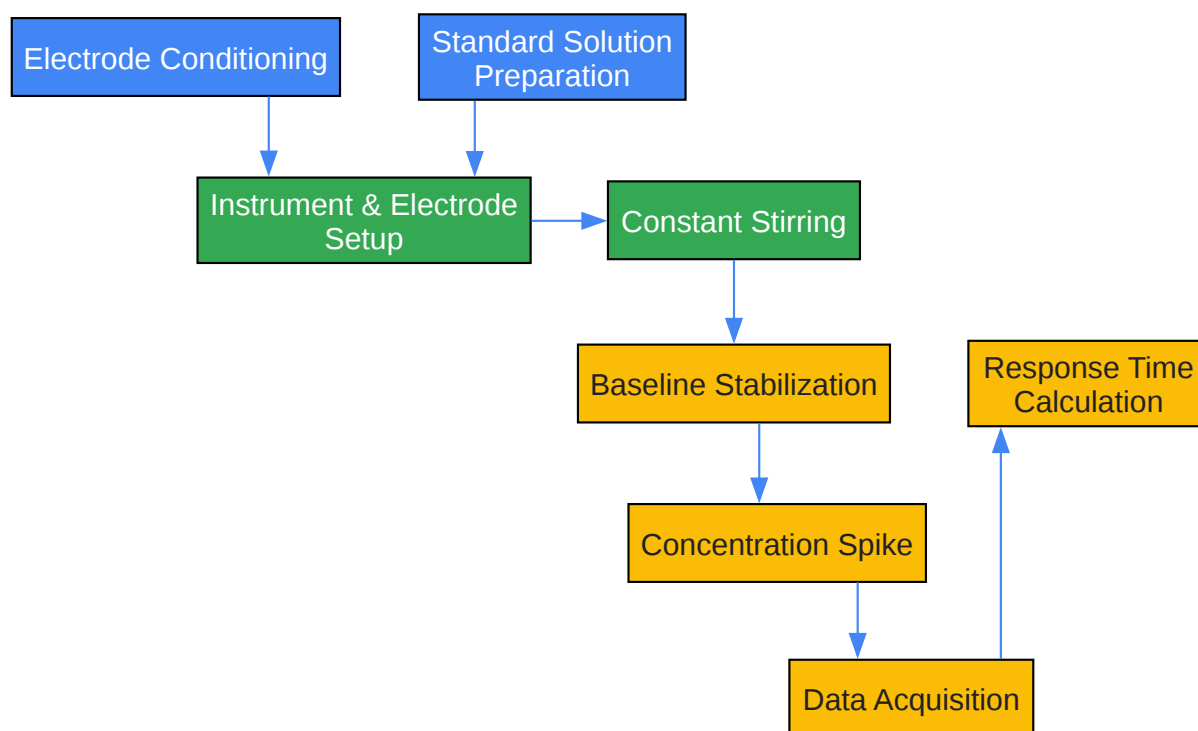 Electrode Conditioning
Standard Solution
Preparation
Instrument & Electrode
Setup
Constant Stirring
Baseline Stabilization
Response Time
Calculation
Concentration Spike
Data Acquisition